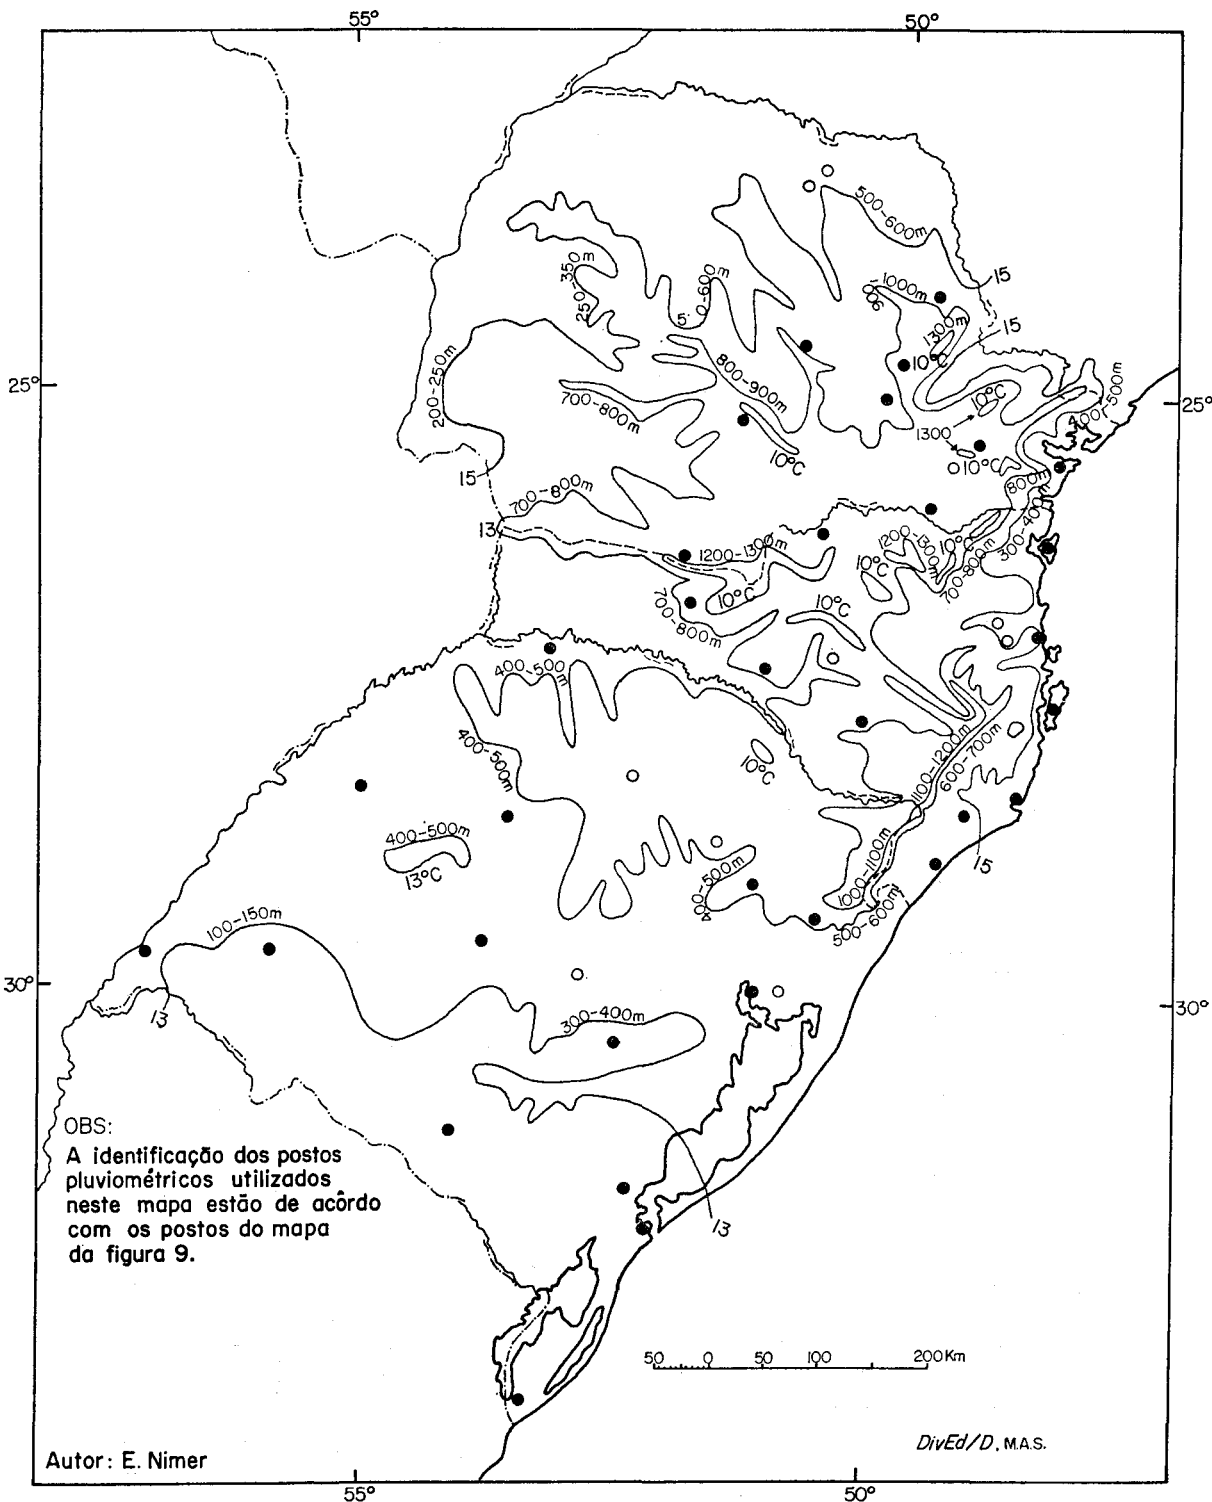 55°
50°
500-600m
15
250-350m
0-600m
900-1000m
1300m
15
10°C
200-250m
25°
800-900m
700-800m
10°C
400-500m
25°
1300
10°C
10°C
15
700-800m
800m
13
300-400
1200-1300m
1200-1300m
10°C
10°C
700-800m
10°C
10°C
700-800m
400-500m
400-500m
10°C
1100-1200m
600-700m
400-500m
13°C
400-500m
1000-1100m
15
100-150m
500-600m
30°
13
300-400m
30°
OBS:
A identificação dos postos
pluviométricos utilizados
neste mapa estão de acôrdo
com os postos do mapa
da figura 9.
13
50 0 50 100 200 Km
Autor: E. Nimer
DivEd/D. M.A.S.
55°
50°